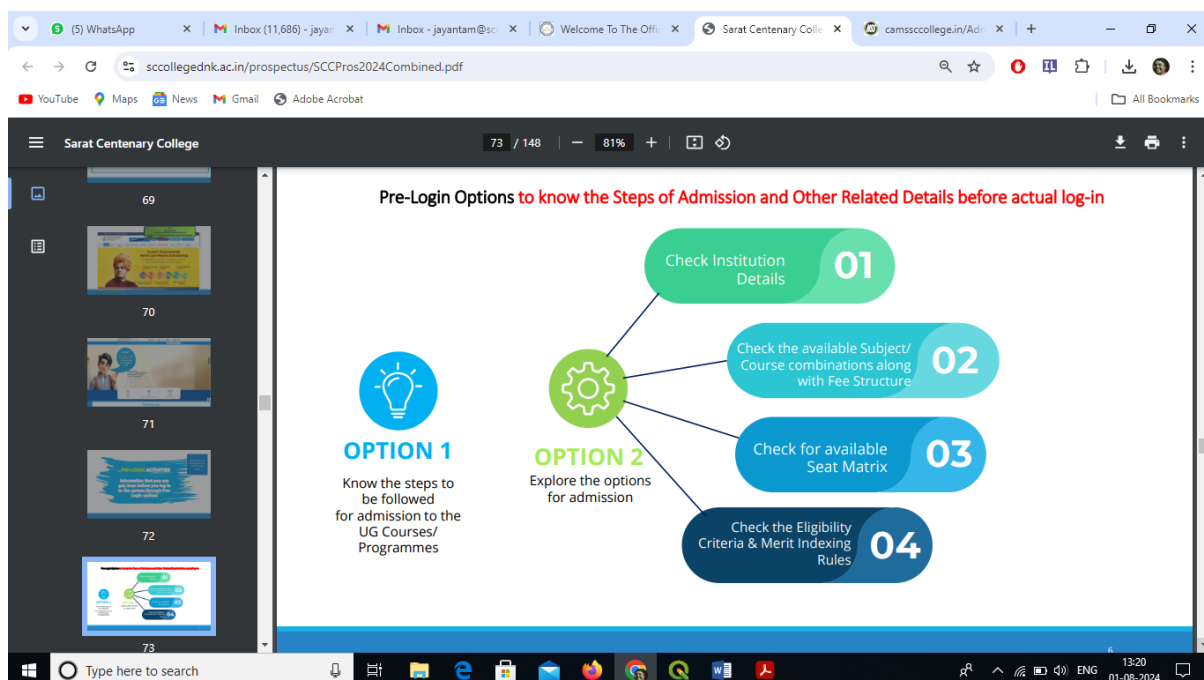 (5) WhatsApp
Inbox (11,686) - jayan
Inbox - jayantam@sc
Welcome To The Offi
Sarat Centenary Colle
camssccollege.in/Adn
sccollegednk.ac.in/prospectus/SCCPros2024Combined.pdf
YouTube Maps News Gmail Adobe Acrobat
All Bookmarks
Sarat Centenary College
73 / 148
81%
69
70
71
72
73
Pre-Login Options to know the Steps of Admission and Other Related Details before actual log-in
Check Institution
Details
01
Check the available Subject/
Course combinations along
with Fee Structure
02
Check for available
Seat Matrix
03
Check the Eligibility
Criteria & Merit Indexing
Rules
04
OPTION 1
Know the steps to
be followed
for admission to the
UG Courses/
Programmes
OPTION 2
Explore the options
for admission
6
Type here to search
ENG
13:20
01-08-2024